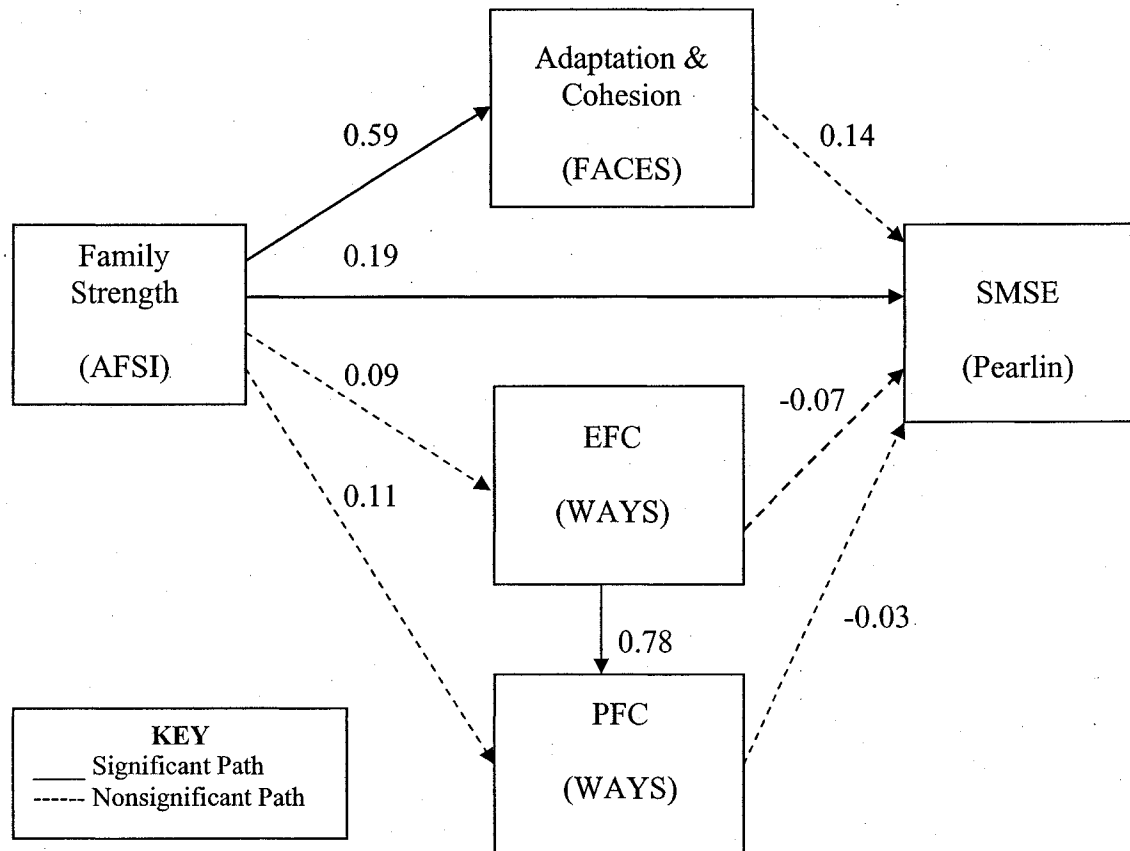 Adaptation &
Cohesion
(FACES)
0.59
0.14
Family
Strength
(AFSI)
0.19
SMSE
(Pearlin)
0.09
-0.07
EFC
(WAYS)
0.11
0.78
-0.03
PFC
(WAYS)
KEY
Significant Path
Nonsignificant Path